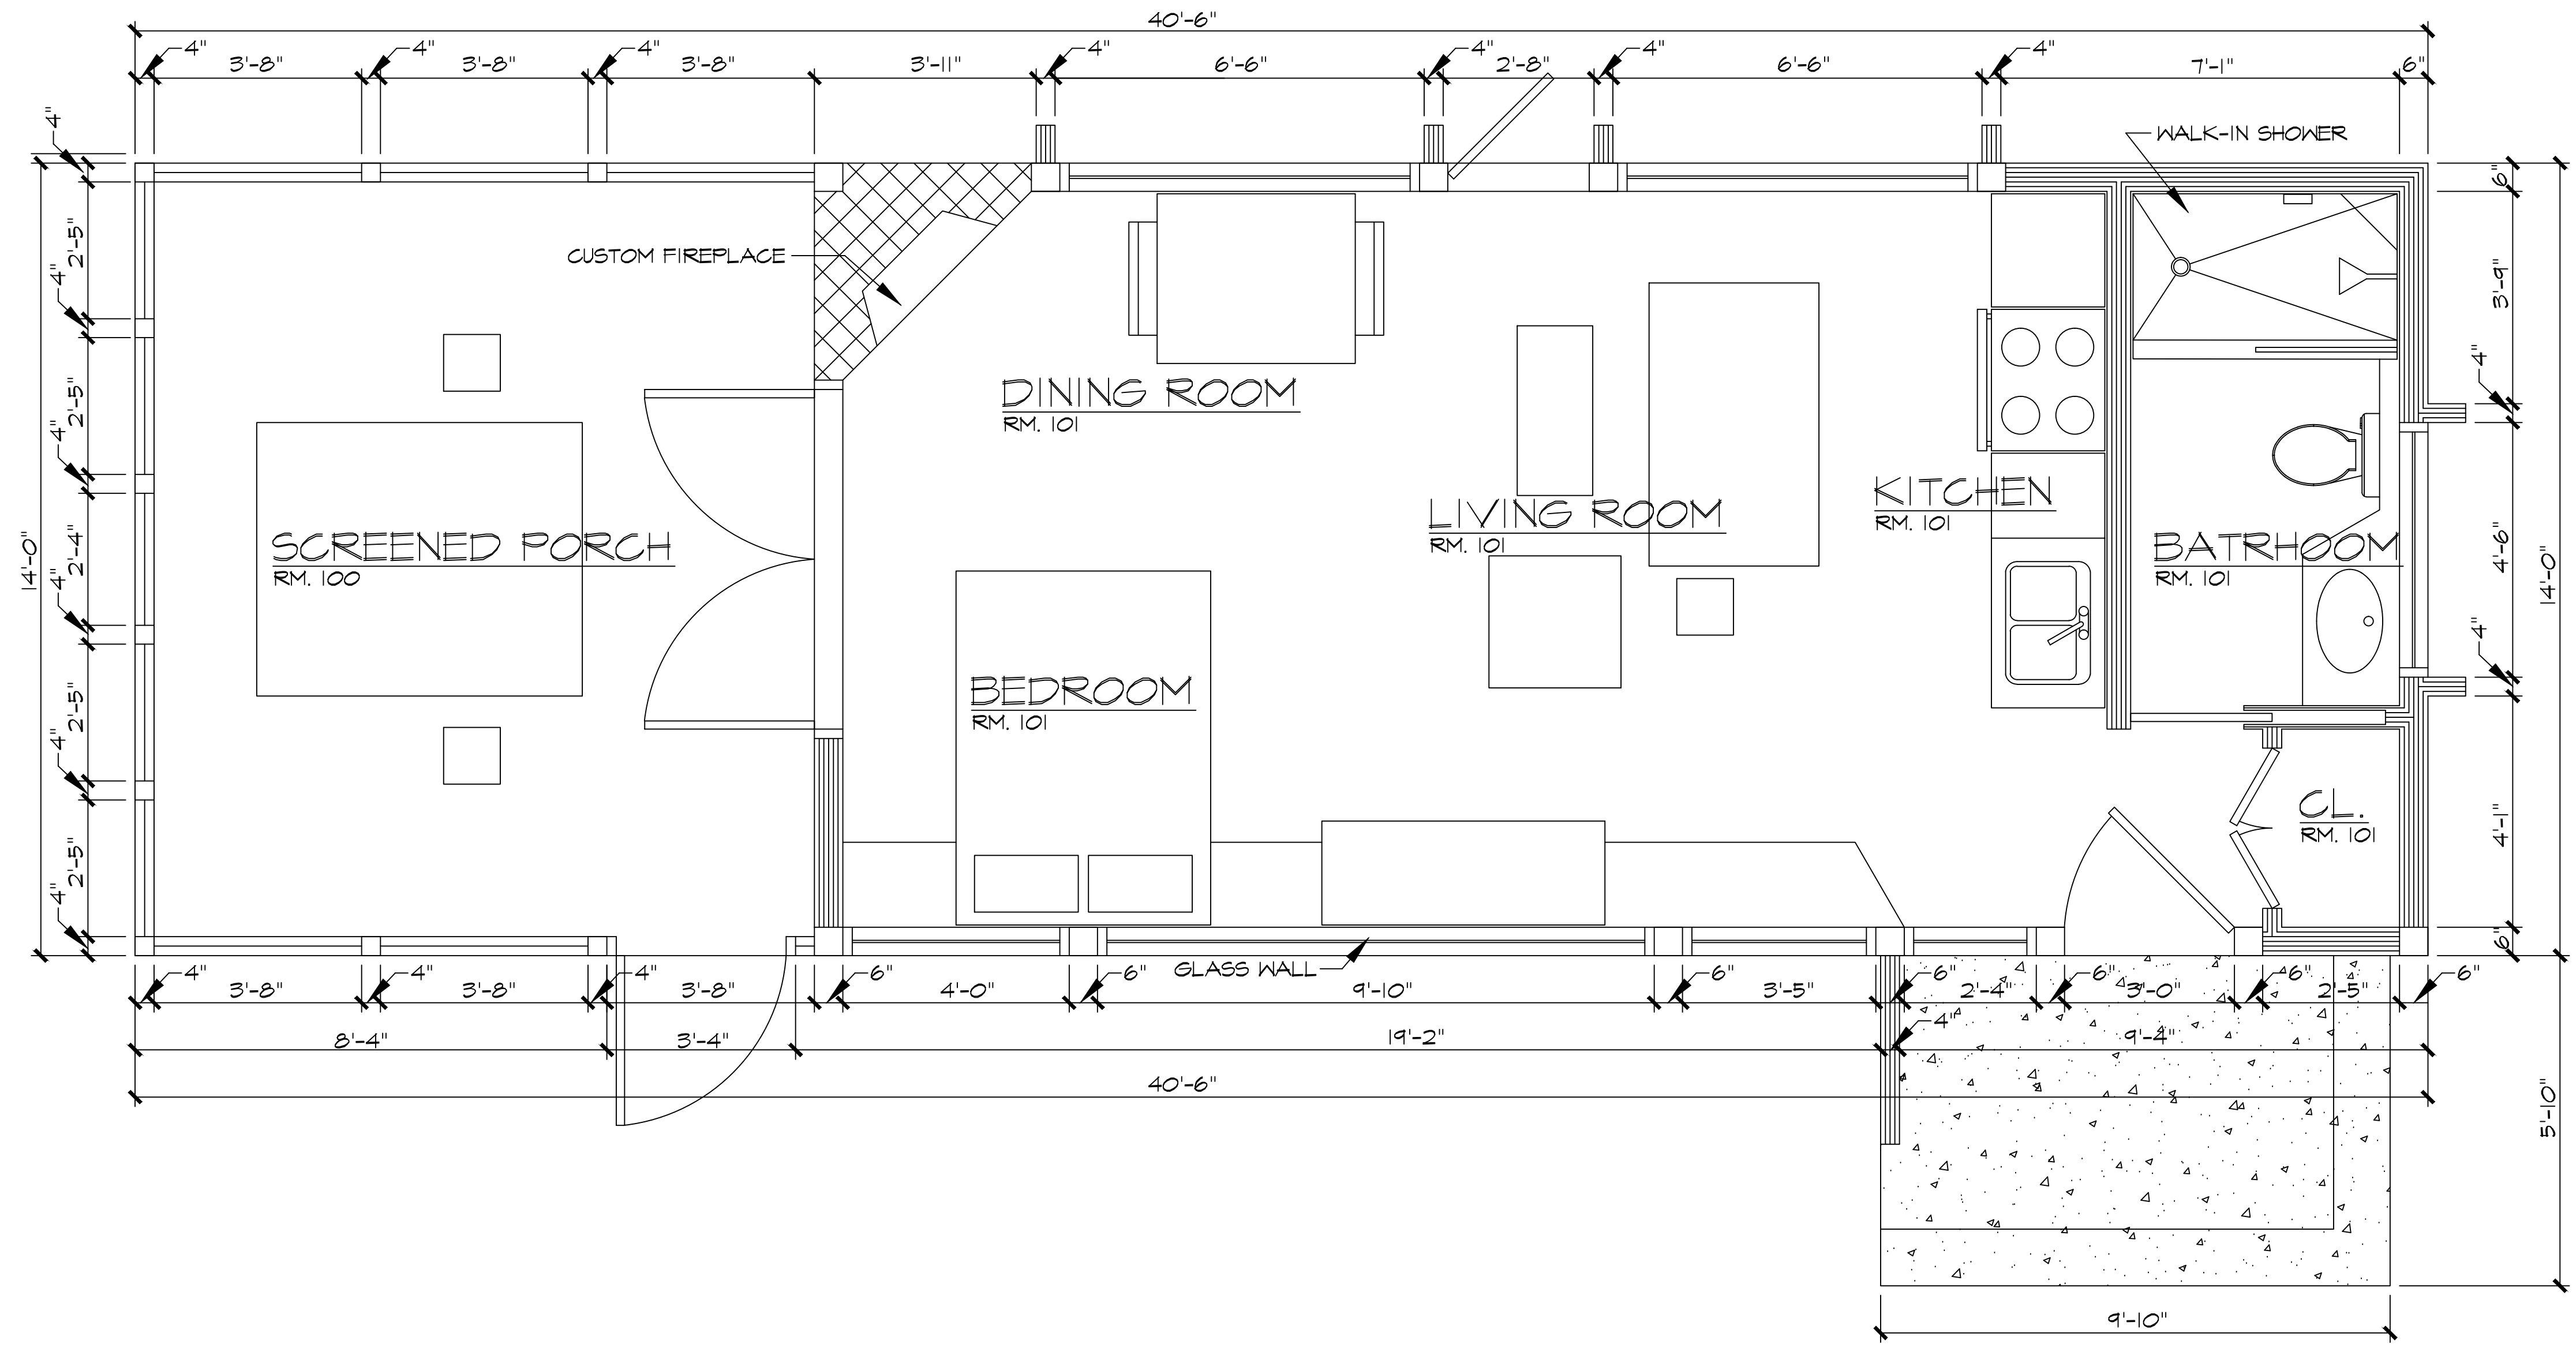 40'-6"
4" 4" 4" 4" 4" 4" 4"
3'-8" 3'-8" 3'-8" 3'-11" 6'-6" 2'-8" 6'-6" 7'-1" 6"
WALK-IN SHOWER
CUSTOM FIREPLACE
DINING ROOM
RM. 101
LIVING ROOM
RM. 101
KITCHEN
RM. 101
SCREENED PORCH
RM. 100
BATRHOOM
RM. 101
BEDROOM
RM. 101
CL.
RM. 101
GLASS WALL
14'-0"
4"
2'-5"
4"
2'-5"
4"
2'-4"
4"
2'-5"
4"
2'-5"
4"
6"
3'-9"
4"
4'-6"
4"
4'-1"
6"
14'-0"
5'-10"
4" 4" 4" 6" 6" 6" 6" 6" 6" 6"
3'-8" 3'-8" 3'-8" 4'-0" 9'-10" 3'-5" 2'-4" 3'-0" 2'-5"
4"
8'-4" 3'-4" 19'-2" 9'-4"
40'-6"
9'-10"